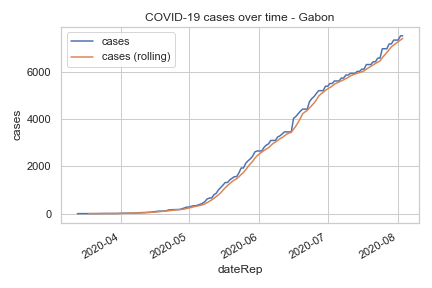 COVID-19 cases over time - Gabon
cases
cases (rolling)
6000
4000
2000
0
cases
2020-04
2020-05
2020-06
2020-07
2020-08
dateRep